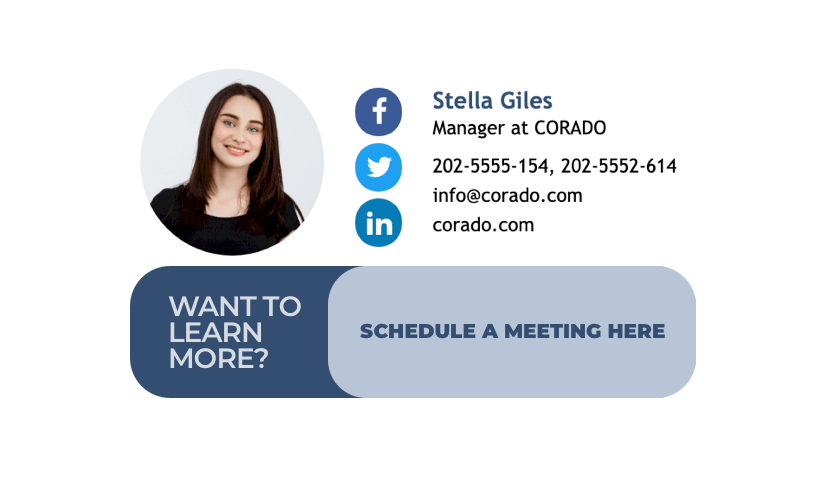 Stella Giles
Manager at CORADO
202-5555-154, 202-5552-614
info@corado.com
corado.com
WANT TO
LEARN
MORE?
SCHEDULE A MEETING HERE